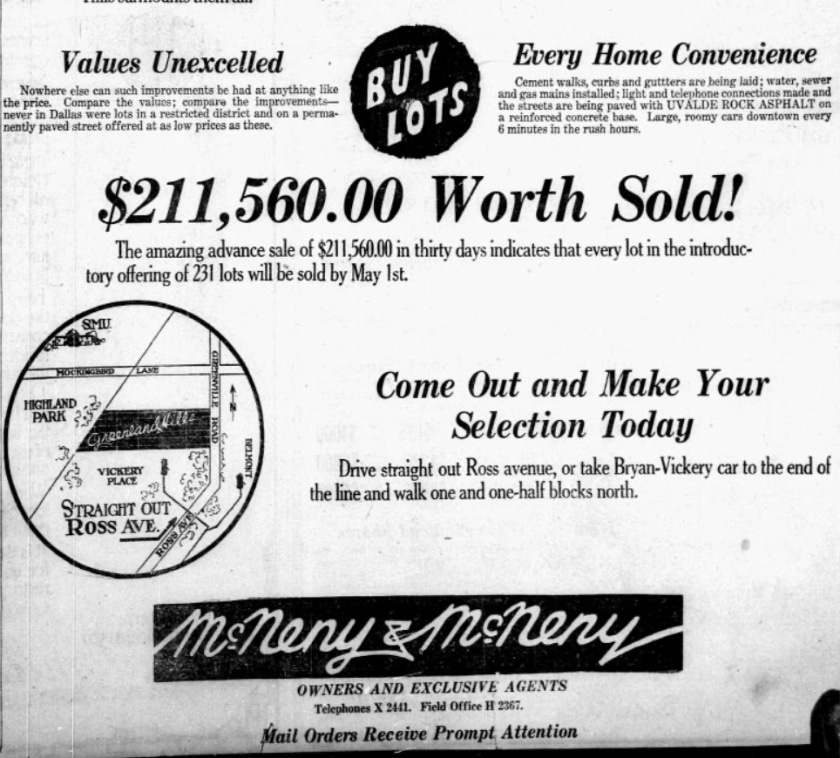 Values Unexcelled
Nowhere else can such improvements be had at anything like
the price. Compare the values; compare the improvements—
never in Dallas were lots in a restricted district and on a perma-
nently paved street offered at as low prices as these.
BUY
LOTS
Every Home Convenience
Cement walks, curbs and guttters are being laid; water, sewer
and gas mains installed; light and telephone connections made and
the streets are being paved with UVALDE ROCK ASPHALT on
a reinforced concrete base. Large, roomy cars downtown every
6 minutes in the rush hours.
$211,560.00 Worth Sold!
The amazing advance sale of $211,560.00 in thirty days indicates that every lot in the introduc-
tory offering of 231 lots will be sold by May 1st.
SMU.
MOCKINGBIRD LANE
GREENVILLE ROAD
HIGHLAND
PARK
N
Greenland Hills
BELMONT
VICKERY
PLACE
STRAIGHT OUT
ROSS AVE.
ROSS AVE
Come Out and Make Your
Selection Today
Drive straight out Ross avenue, or take Bryan-Vickery car to the end of
the line and walk one and one-half blocks north.
McNeny & McNeny
OWNERS AND EXCLUSIVE AGENTS
Telephones X 2441. Field Office H 2367.
Mail Orders Receive Prompt Attention